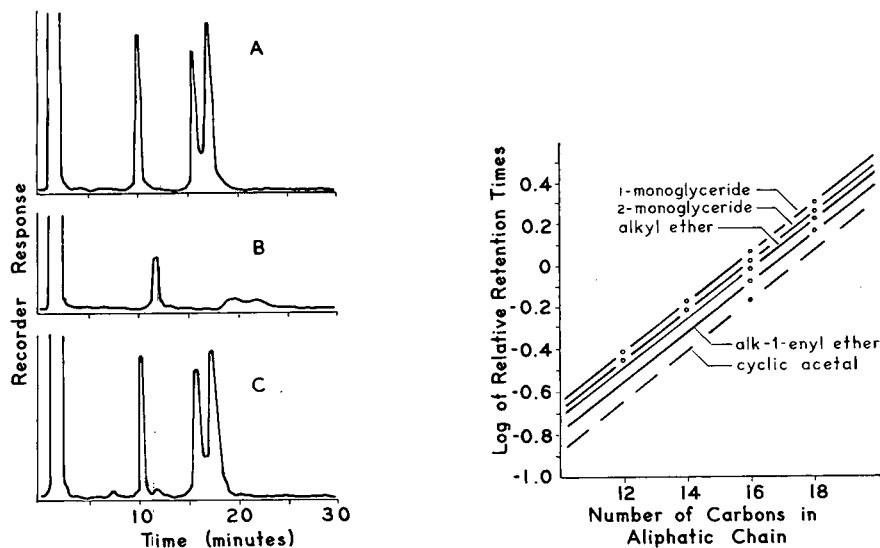 A
B
C
Recorder Response
10
20
30
Time (minutes)
Log of Relative Retention Times
0.4
0.2
0
-0.2
-0.4
-0.6
-0.8
-1.0
1-monoglyceride
2-monoglyceride
alkyl ether
alk-1-enyl ether
cyclic acetal
12
14
16
18
Number of Carbons in
Aliphatic Chain